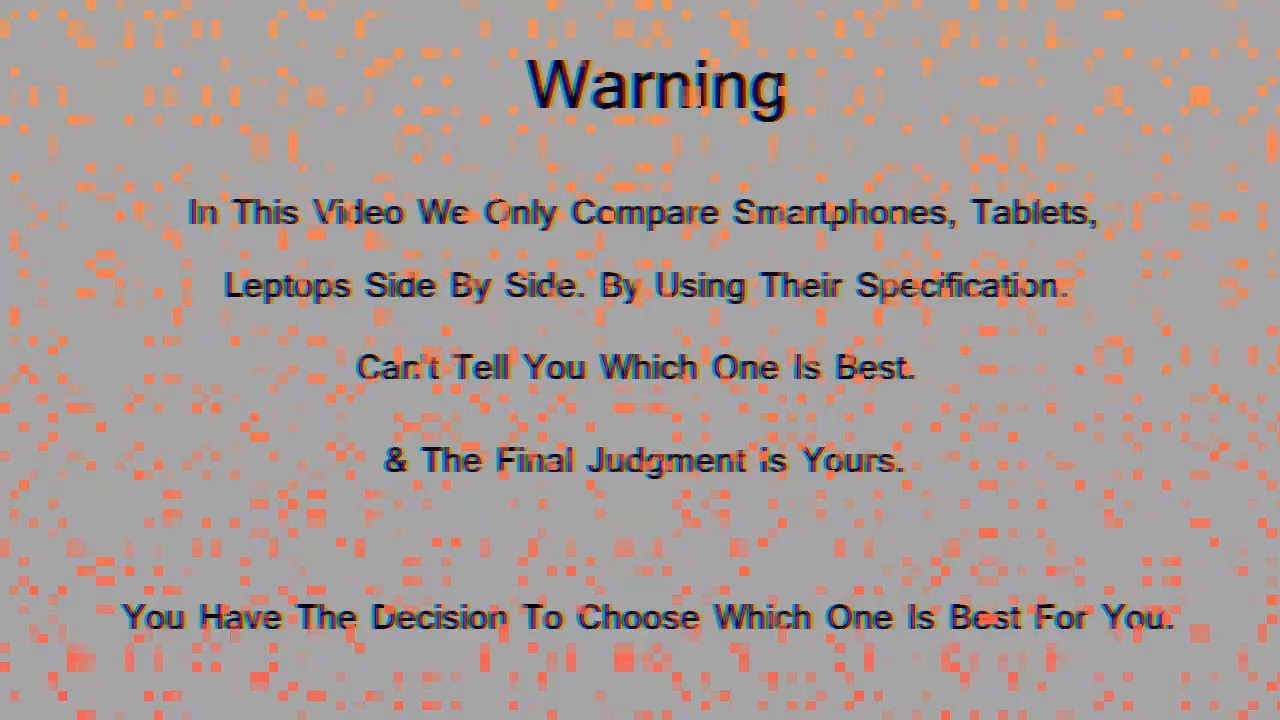 Warning
In This Video We Only Compare Smartphones, Tablets,
Leptops Side By Side. By Using Their Specification.
Can't Tell You Which One Is Best.
& The Final Judgment is Yours.
You Have The Decision To Choose Which One Is Best For You.